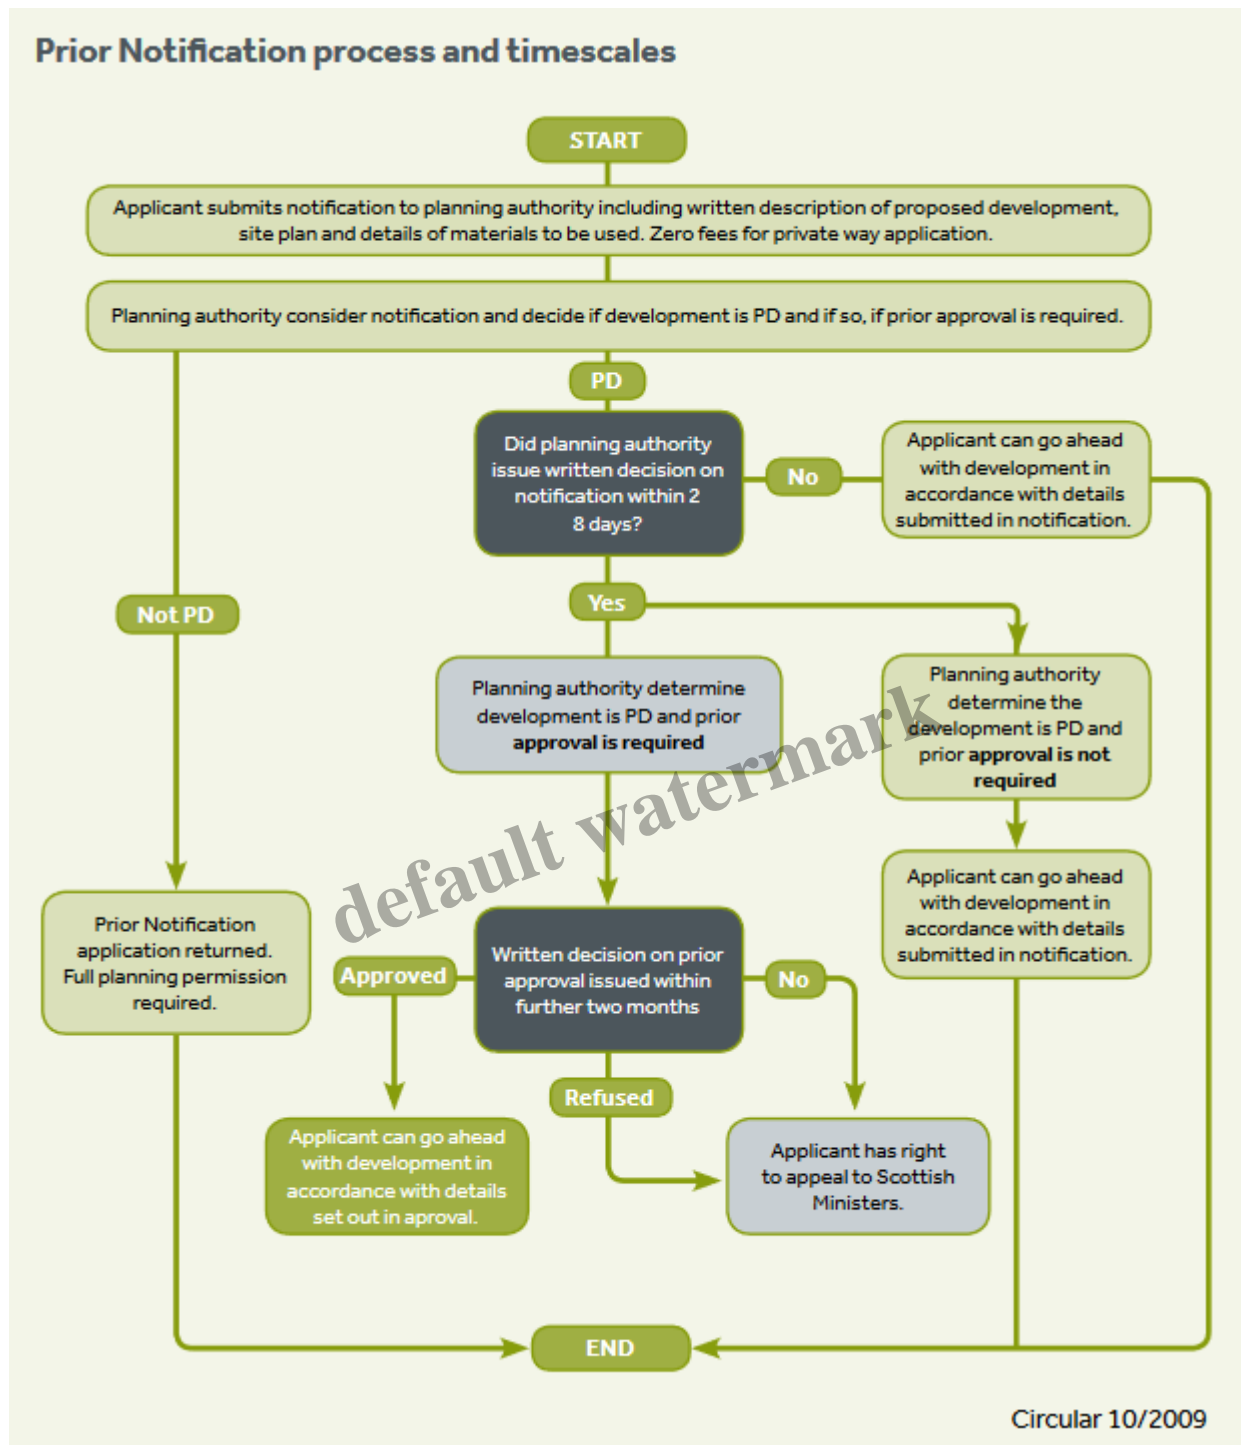 Prior Notification process and timescales
START
Applicant submits notification to planning authority including written description of proposed development,
site plan and details of materials to be used. Zero fees for private way application.
Planning authority consider notification and decide if development is PD and if so, if prior approval is required.
PD
Did planning authority
issue written decision on
notification within 2
8 days?
No
Applicant can go ahead
with development in
accordance with details
submitted in notification.
Not PD
Yes
Planning authority determine
development is PD and prior
approval is required
Planning authority
determine the
development is PD and
prior approval is not
required
default watermark
Applicant can go ahead
with development in
accordance with details
submitted in notification.
Prior Notification
application returned.
Full planning permission
required.
Approved
Written decision on prior
approval issued within
further two months
No
Refused
Applicant can go ahead
with development in
accordance with details
set out in aproval.
Applicant has right
to appeal to Scottish
Ministers.
END
Circular 10/2009